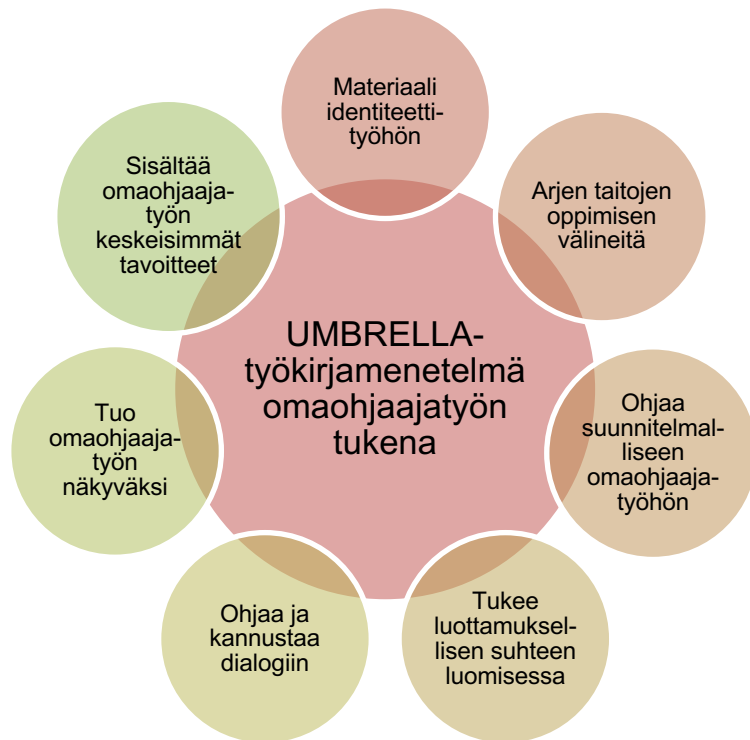 Materiaali
identiteetti-
työhön
Arjen taitojen
oppimisen
välineitä
Ohjaa
suunnitelmal-
liseen
omaohjaaja-
työhön
Tukee
luottamuksel-
lisen suhteen
luomisessa
Ohjaa ja
kannustaa
dialogiin
Tuo
omaohjaaja-
työn
näkyväksi
Sisältää
omaohjaaja-
työn
keskeisimmät
tavoitteet
UMBRELLA-
työkirjamenetelmä
omaohjaajatyön
tukena